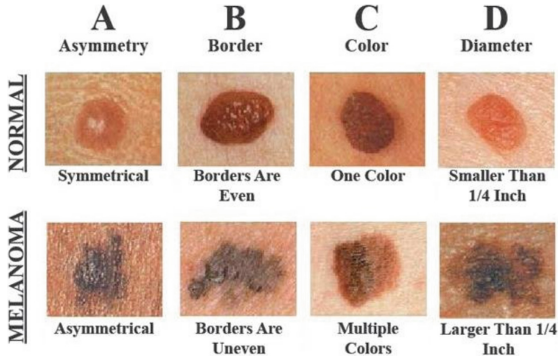 A B C D
Asymmetry Border Color Diameter
NORMAL
Symmetrical Borders Are Even One Color Smaller Than 1/4 Inch
MELANOMA
Asymmetrical Borders Are Uneven Multiple Colors Larger Than 1/4 Inch